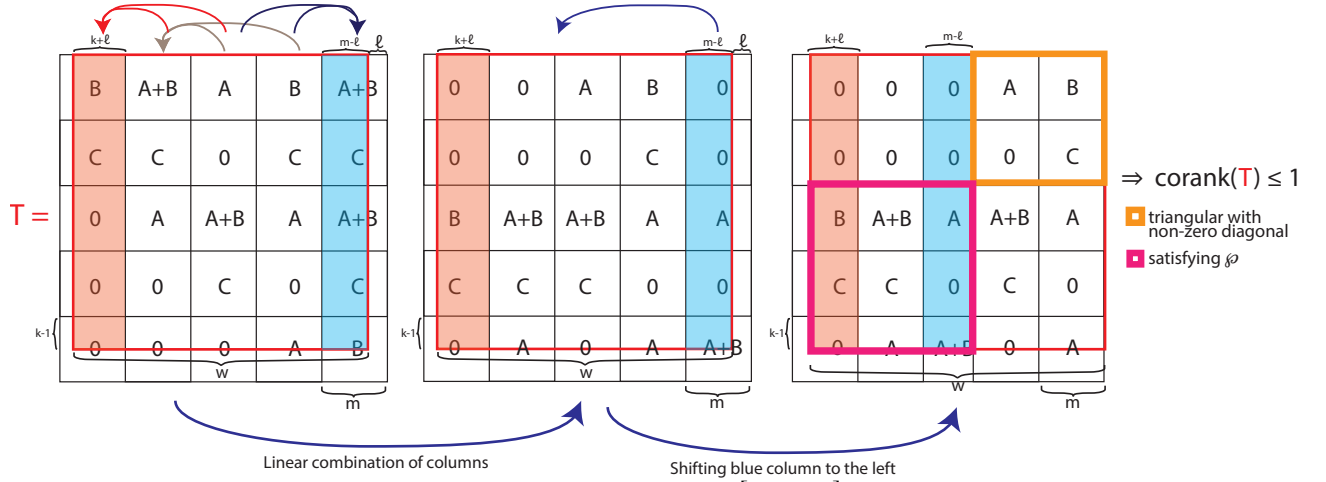 k+ℓ m-ℓ ℓ k+ℓ m-ℓ ℓ k+ℓ m-ℓ
B A+B A B A+B 0 0 A B 0 0 0 0 A B
C C 0 C C 0 0 0 C 0 0 0 0 0 C
⇒ corank(T) ≤ 1
T = 0 A A+B A A+B B A+B A+B A A B A+B A A+B A
triangular with
non-zero diagonal
satisfying ℘
0 0 C 0 C C C C 0 0 C C 0 C 0
k-1 0 0 0 A B k-1 0 A 0 A A+B k-1 0 A A+B 0 A
w w w
m m m
Linear combination of columns
Shifting blue column to the left